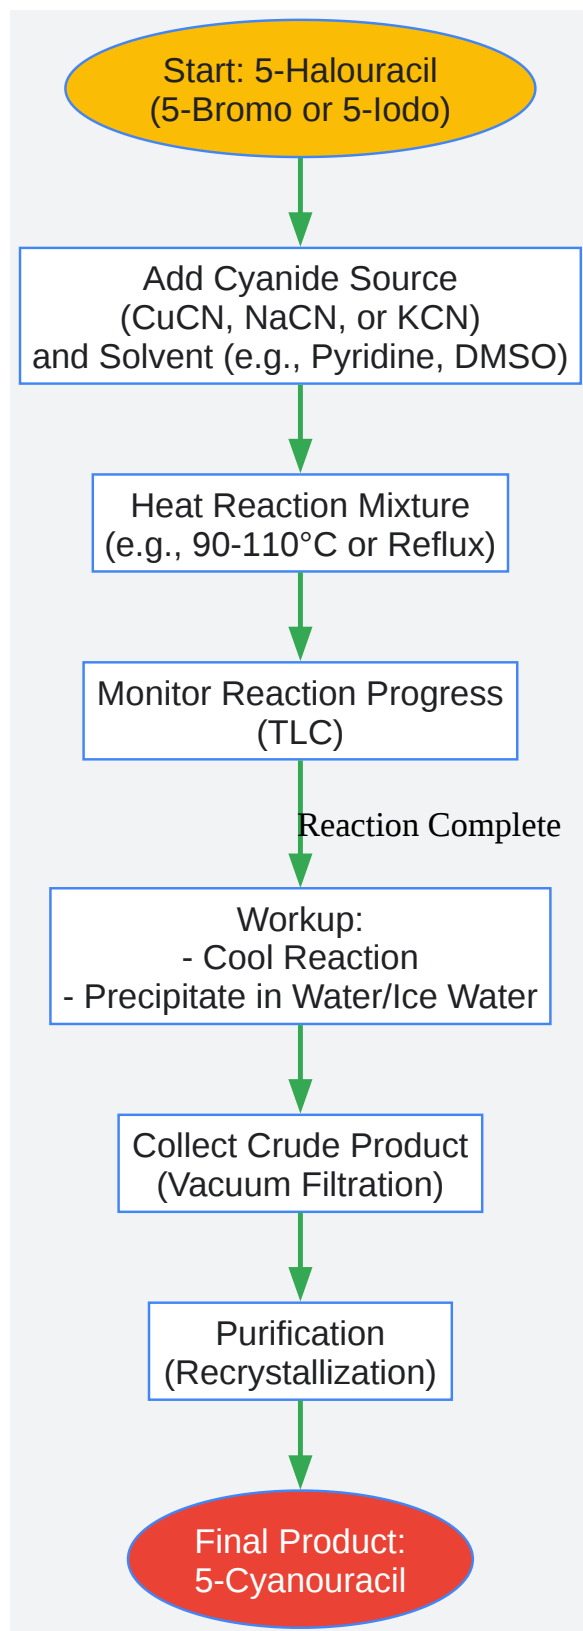 Start: 5-Halouracil
(5-Bromo or 5-Iodo)
Add Cyanide Source
(CuCN, NaCN, or KCN)
and Solvent (e.g., Pyridine, DMSO)
Heat Reaction Mixture
(e.g., 90-110°C or Reflux)
Monitor Reaction Progress
(TLC)
Reaction Complete
Workup:
- Cool Reaction
- Precipitate in Water/Ice Water
Collect Crude Product
(Vacuum Filtration)
Purification
(Recrystallization)
Final Product:
5-Cyanouracil